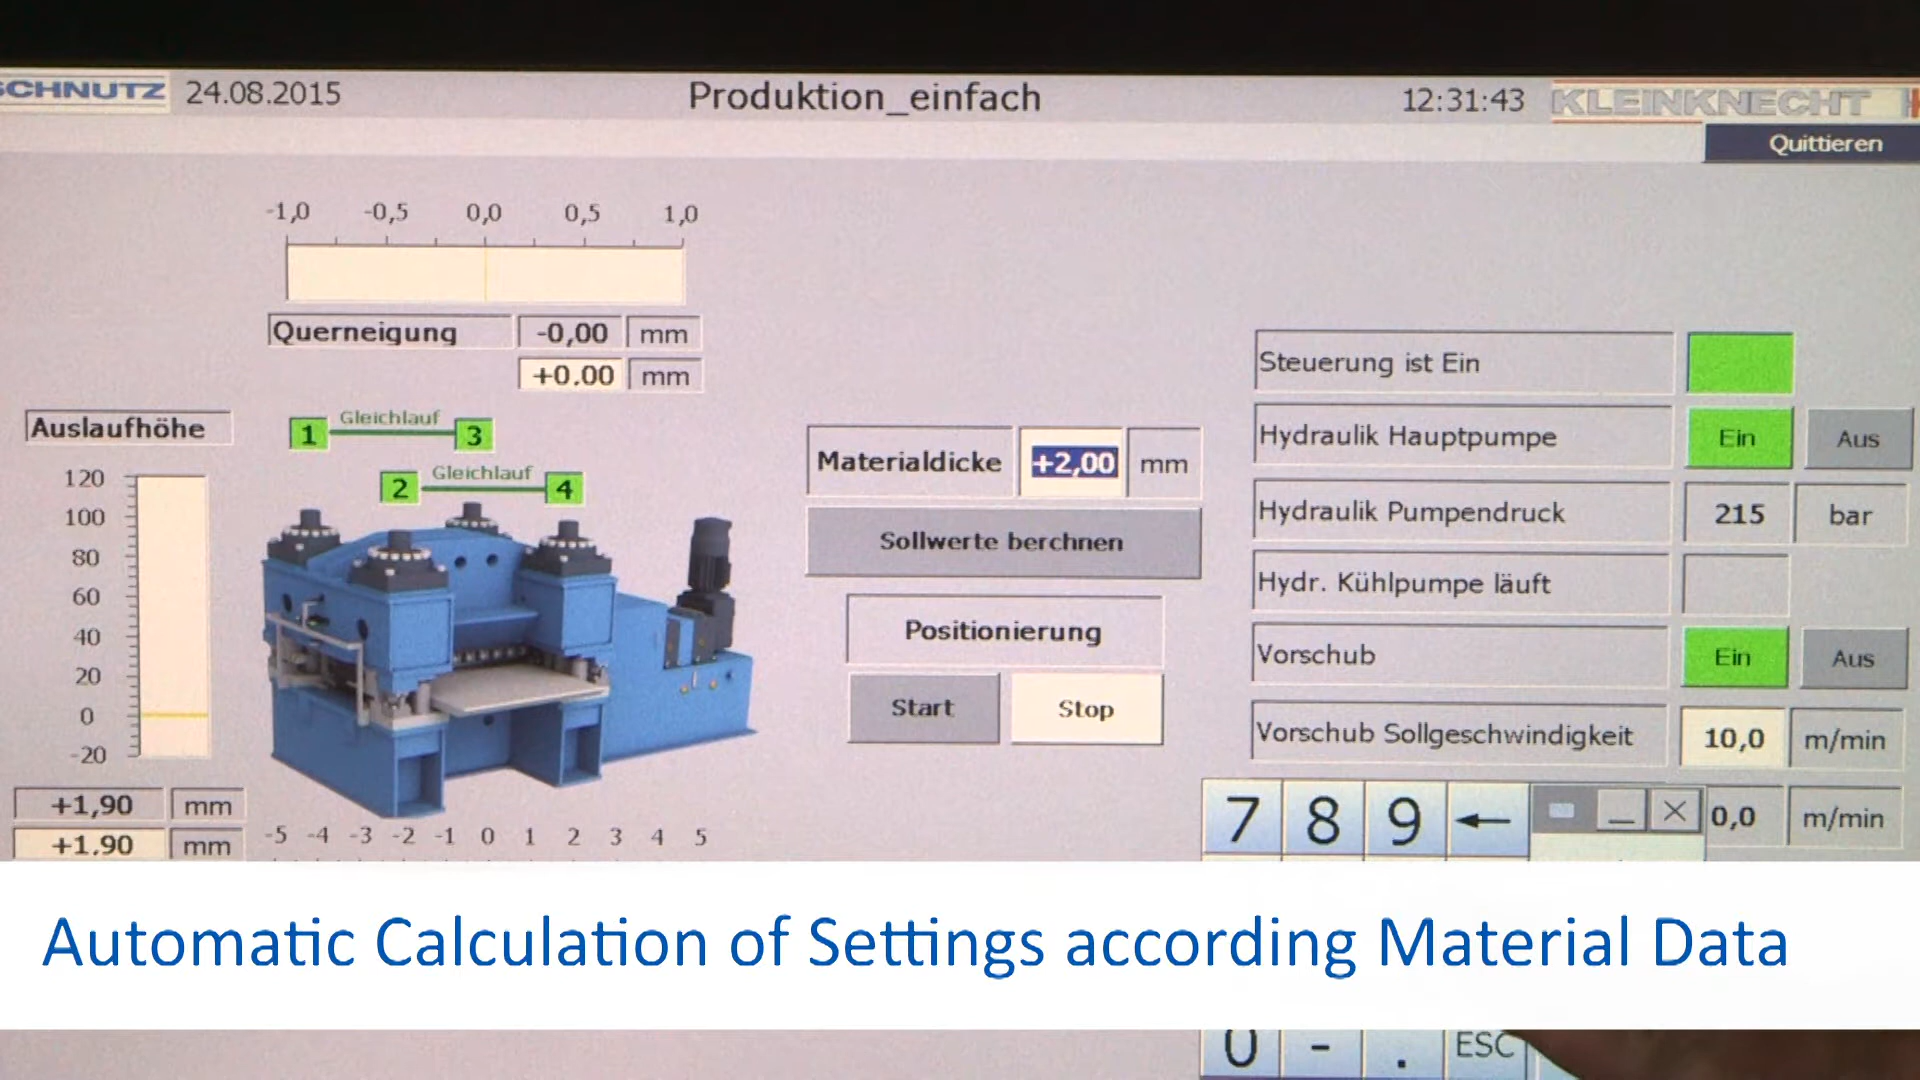 SCHNUTZ 24.08.2015 Produktion_einfach 12:31:43 KLEINKNECHT
Quittieren
-1,0 -0,5 0,0 0,5 1,0
Querneigung -0,00 mm
+0,00 mm
Auslaufhöhe
120
100
80
60
40
20
0
-20
+1,90 mm
+1,90 mm
1 Gleichlauf 3
2 Gleichlauf 4
-5 -4 -3 -2 -1 0 1 2 3 4 5
Materialdicke +2,00 mm
Sollwerte berchnen
Positionierung
Start Stop
Steuerung ist Ein
Hydraulik Hauptpumpe Ein Aus
Hydraulik Pumpendruck 215 bar
Hydr. Kühlpumpe läuft
Vorschub Ein Aus
Vorschub Sollgeschwindigkeit 10,0 m/min
0,0 m/min
7 8 9 ←
Automatic Calculation of Settings according Material Data
0 - . ESC